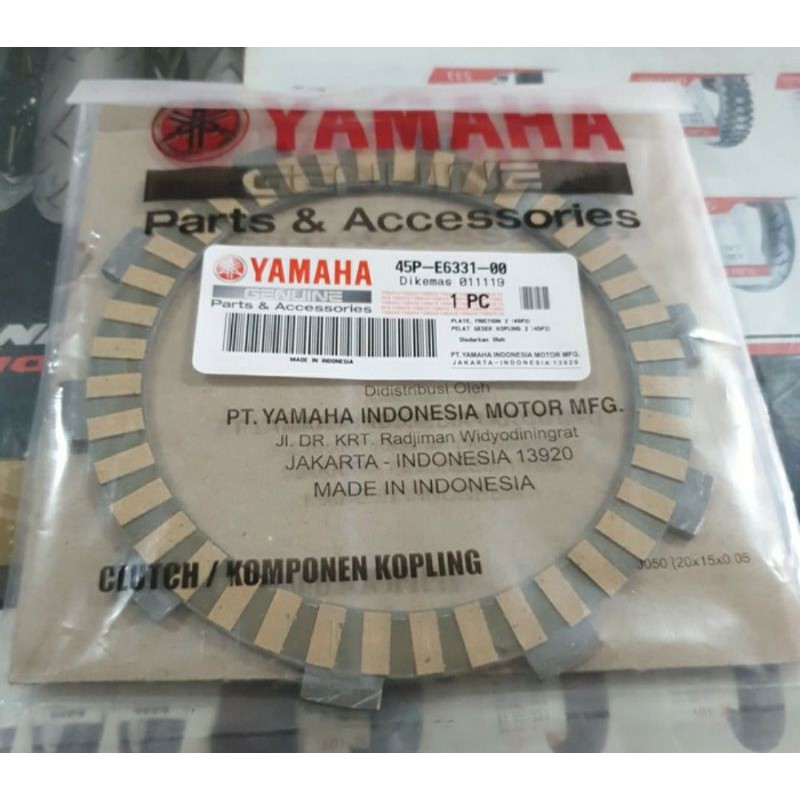 YAMAHA
GENUINE
Parts & Accessories
YAMAHA
GENUINE
Parts & Accessories
MADE IN INDONESIA
45P-E6331-00
Dikemas 011119
1 PC
PLATE, FRICTION 2 (45P2)
PELAT GESEK KOPLING 2 (45P2)
Diedarkan Oleh
PT. YAMAHA INDONESIA MOTOR MFG.
JAKARTA-INDONESIA 13920
Didistribusi Oleh
PT. YAMAHA INDONESIA MOTOR MFG.
Jl. DR. KRT. Radjiman Widyodiningrat
JAKARTA - INDONESIA 13920
MADE IN INDONESIA
CLUTCH / KOMPONEN KOPLING
J050 (20x15x0.05